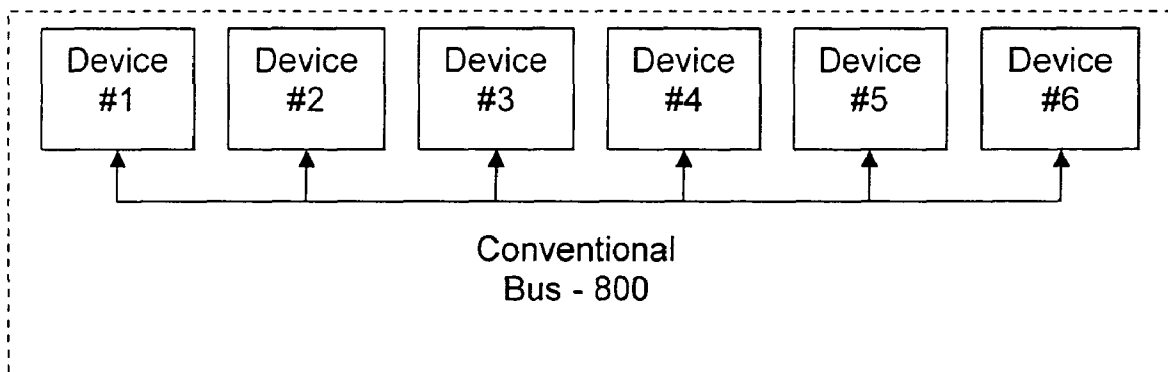 Device
#1
Device
#2
Device
#3
Device
#4
Device
#5
Device
#6
Conventional
Bus - 800